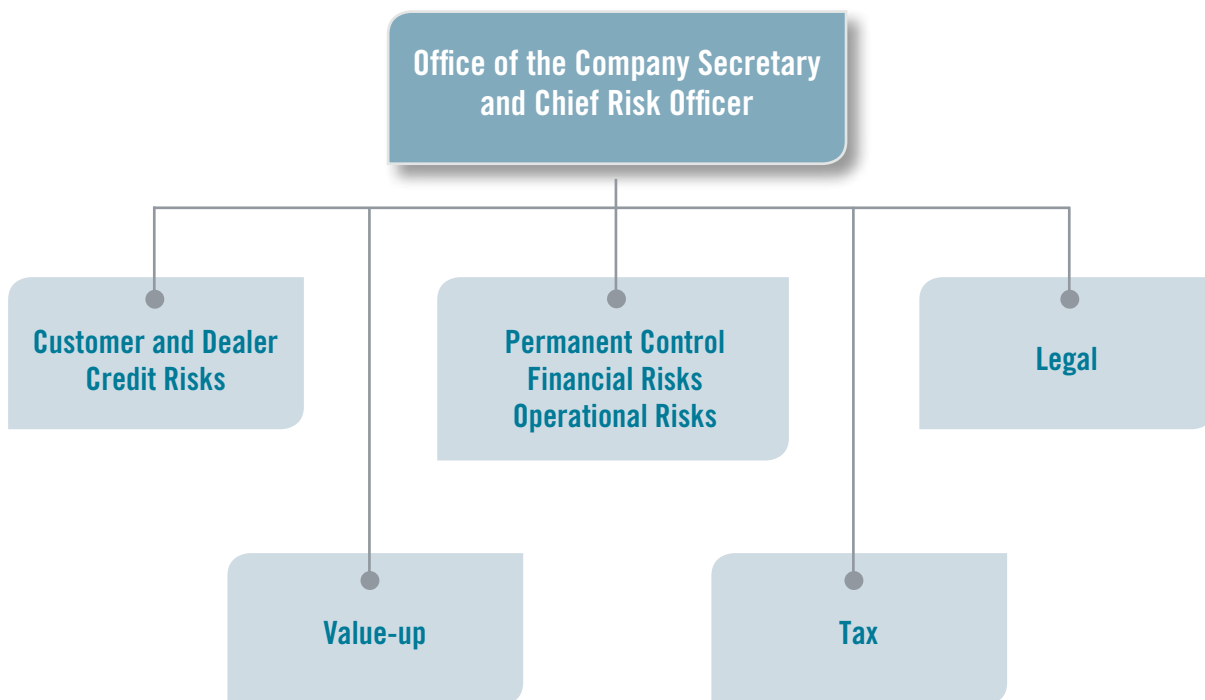 Office of the Company Secretary
and Chief Risk Officer
Customer and Dealer
Credit Risks
Permanent Control
Financial Risks
Operational Risks
Legal
Value-up
Tax